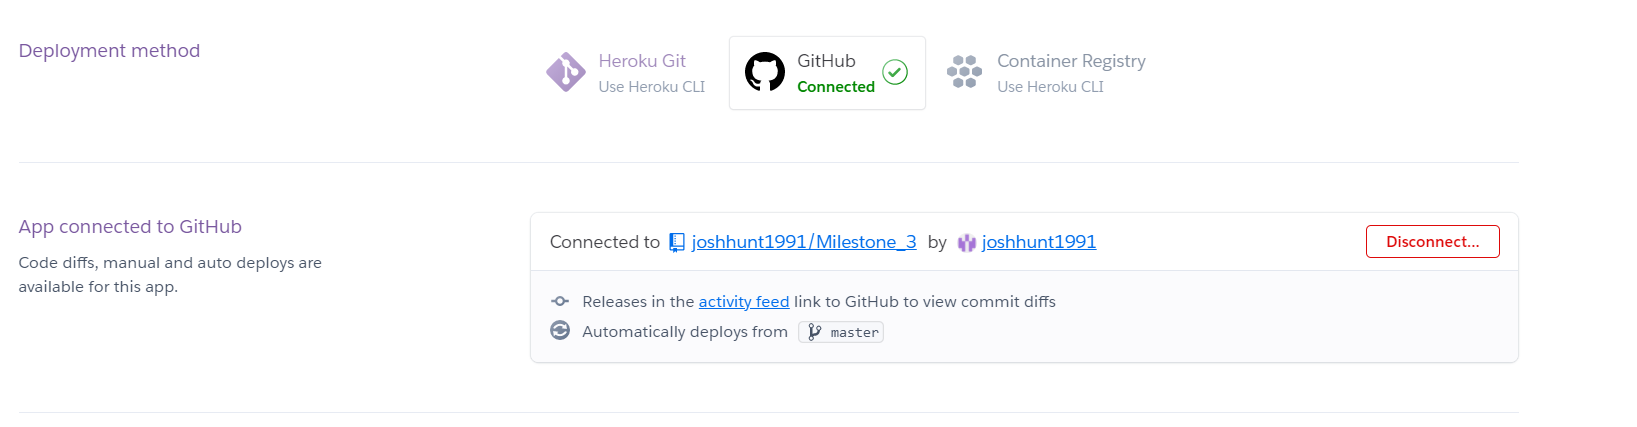 Deployment method
Heroku Git
Use Heroku CLI
GitHub
Connected
Container Registry
Use Heroku CLI
App connected to GitHub
Code diffs, manual and auto deploys are
available for this app.
Connected to joshhunt1991/Milestone_3 by joshhunt1991
Disconnect...
Releases in the activity feed link to GitHub to view commit diffs
Automatically deploys from master